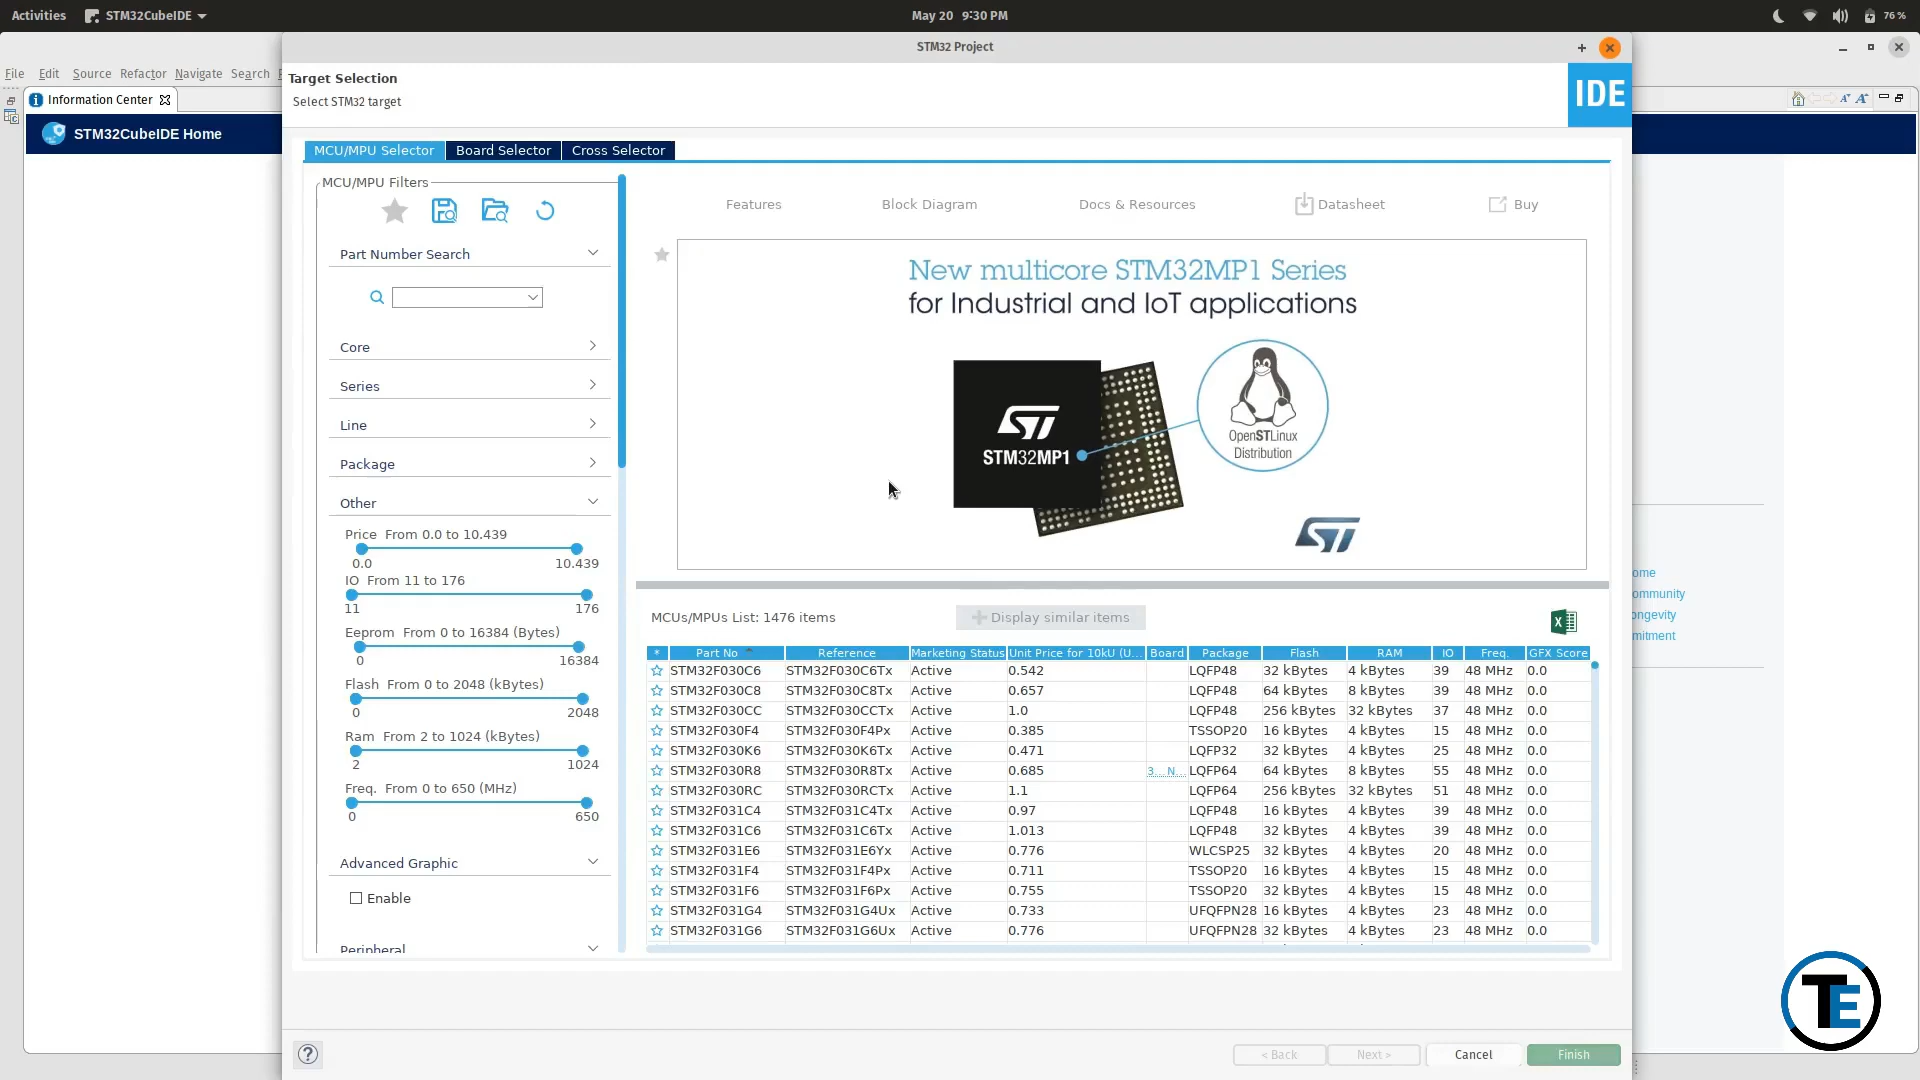 Activities STM32CubeIDE May 20 9:30 PM 76 %
STM32 Project
File Edit Source Refactor Navigate Search
Target Selection
Select STM32 target
IDE
Information Center
STM32CubeIDE Home
MCU/MPU Selector Board Selector Cross Selector
MCU/MPU Filters
Part Number Search
Core
Series
Line
Package
Other
Price From 0.0 to 10.439
0.0 10.439
IO From 11 to 176
11 176
Eeprom From 0 to 16384 (Bytes)
0 16384
Flash From 0 to 2048 (kBytes)
0 2048
Ram From 2 to 1024 (kBytes)
2 1024
Freq. From 0 to 650 (MHz)
0 650
Advanced Graphic
Enable
Peripheral
Features Block Diagram Docs & Resources Datasheet Buy
New multicore STM32MP1 Series
for Industrial and IoT applications
STM32MP1
OpenSTLinux
Distribution
MCUs/MPUs List: 1476 items Display similar items
* Part No Reference Marketing Status Unit Price for 10kU (U... Board Package Flash RAM IO Freq. GFX Score
STM32F030C6 STM32F030C6Tx Active 0.542 LQFP48 32 kBytes 4 kBytes 39 48 MHz 0.0
STM32F030C8 STM32F030C8Tx Active 0.657 LQFP48 64 kBytes 8 kBytes 39 48 MHz 0.0
STM32F030CC STM32F030CCTx Active 1.0 LQFP48 256 kBytes 32 kBytes 37 48 MHz 0.0
STM32F030F4 STM32F030F4Px Active 0.385 TSSOP20 16 kBytes 4 kBytes 15 48 MHz 0.0
STM32F030K6 STM32F030K6Tx Active 0.471 LQFP32 32 kBytes 4 kBytes 25 48 MHz 0.0
STM32F030R8 STM32F030R8Tx Active 0.685 3... N... LQFP64 64 kBytes 8 kBytes 55 48 MHz 0.0
STM32F030RC STM32F030RCTx Active 1.1 LQFP64 256 kBytes 32 kBytes 51 48 MHz 0.0
STM32F031C4 STM32F031C4Tx Active 0.97 LQFP48 16 kBytes 4 kBytes 39 48 MHz 0.0
STM32F031C6 STM32F031C6Tx Active 1.013 LQFP48 32 kBytes 4 kBytes 39 48 MHz 0.0
STM32F031E6 STM32F031E6Yx Active 0.776 WLCSP25 32 kBytes 4 kBytes 20 48 MHz 0.0
STM32F031F4 STM32F031F4Px Active 0.711 TSSOP20 16 kBytes 4 kBytes 15 48 MHz 0.0
STM32F031F6 STM32F031F6Px Active 0.755 TSSOP20 32 kBytes 4 kBytes 15 48 MHz 0.0
STM32F031G4 STM32F031G4Ux Active 0.733 UFQFPN28 16 kBytes 4 kBytes 23 48 MHz 0.0
STM32F031G6 STM32F031G6Ux Active 0.776 UFQFPN28 32 kBytes 4 kBytes 23 48 MHz 0.0
ome
ommunity
ongevity
mitment
< Back Next > Cancel Finish
TE